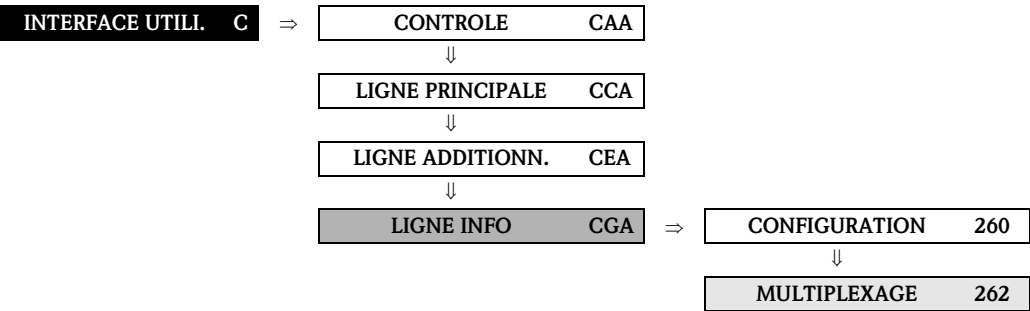 INTERFACE UTILI. C ⇒ CONTROLE CAA
⇓
LIGNE PRINCIPALE CCA
⇓
LIGNE ADDITIONN. CEA
⇓
LIGNE INFO CGA ⇒ CONFIGURATION 260
⇓
MULTIPLEXAGE 262